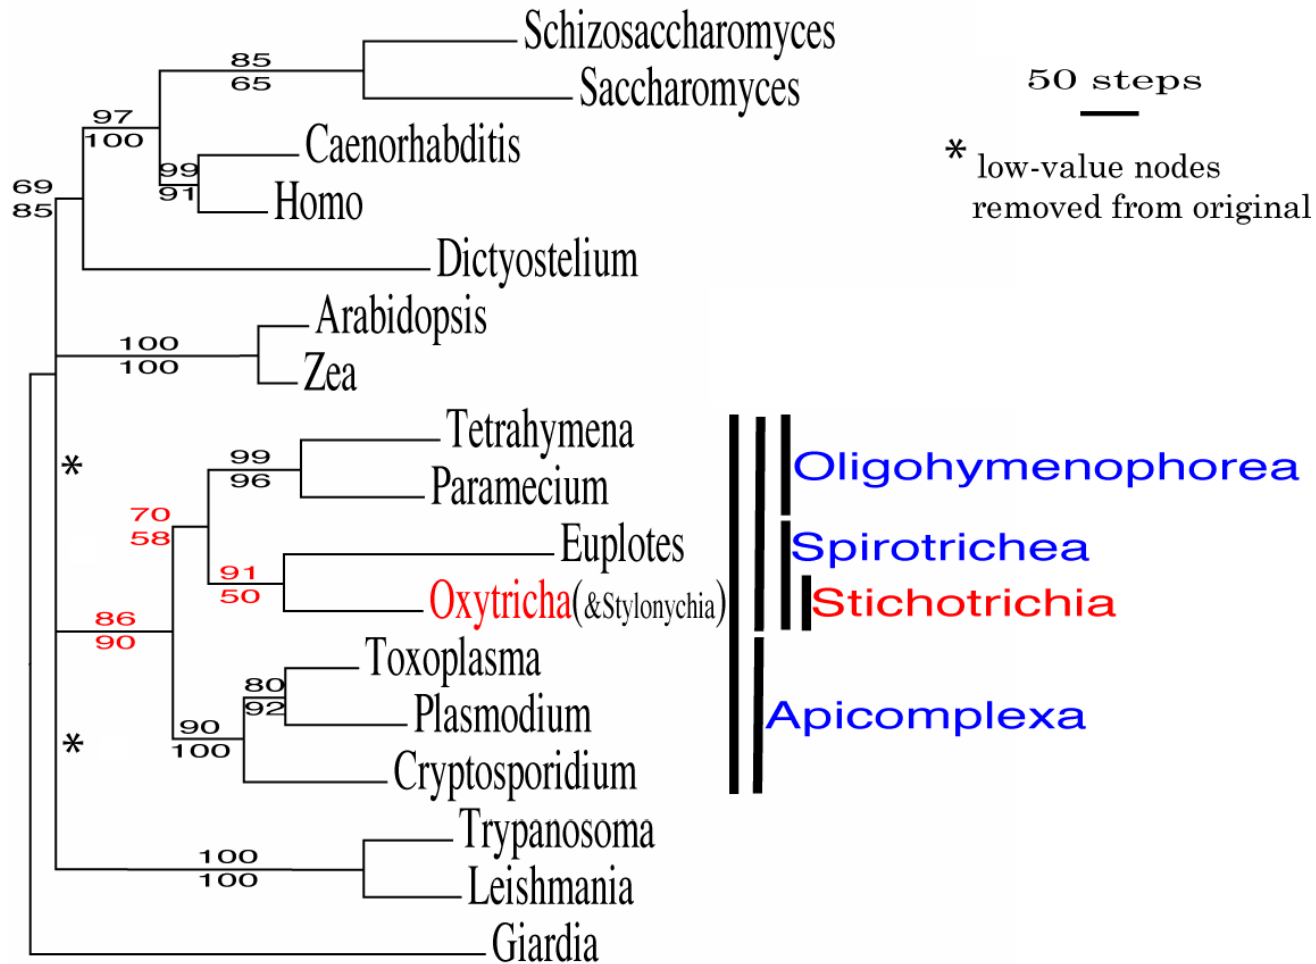 Schizosaccharomyces
85
65
50 steps
Saccharomyces
97
100
Caenorhabditis
* low-value nodes
removed from original
99
91
Homo
69
85
Dictyostelium
Arabidopsis
100
100
Zea
Tetrahymena
99
96
*
Oligohymenophorea
Paramecium
70
58
Euplotes
Spirotrichea
91
50
Oxytricha(&Stylonychia)
Stichotrichia
86
90
Toxoplasma
80
92
Plasmodium
Apicomplexa
90
100
*
Cryptosporidium
Trypanosoma
100
100
Leishmania
Giardia